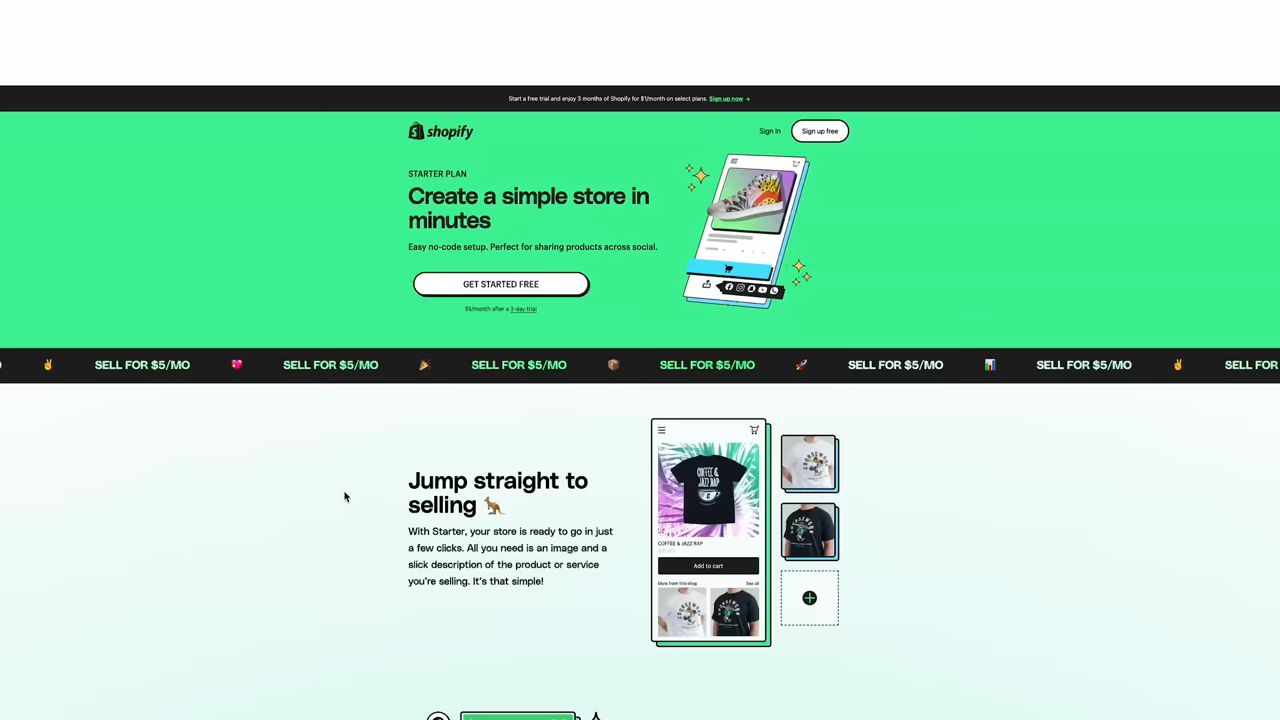 Start a free trial and enjoy 3 months of Shopify for $1/month on select plans. Sign up now →
shopify
Sign In
Sign up free
STARTER PLAN
Create a simple store in
minutes
Easy no-code setup. Perfect for sharing products across social.
GET STARTED FREE
$5/month after a 3-day trial
SELL FOR $5/MO SELL FOR $5/MO SELL FOR $5/MO SELL FOR $5/MO SELL FOR $5/MO SELL FOR $5/MO SELL FOR
Jump straight to
selling
With Starter, your store is ready to go in just
a few clicks. All you need is an image and a
slick description of the product or service
you're selling. It's that simple!
COFFEE &
JAZZ RAP
COFFEE & JAZZ RAP
Add to cart
More from this shop
See all